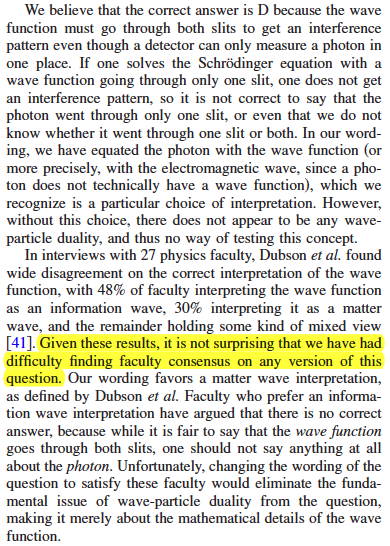 We believe that the correct answer is D because the wave
function must go through both slits to get an interference
pattern even though a detector can only measure a photon in
one place. If one solves the Schrödinger equation with a
wave function going through only one slit, one does not get
an interference pattern, so it is not correct to say that the
photon went through only one slit, or even that we do not
know whether it went through one slit or both. In our word-
ing, we have equated the photon with the wave function (or
more precisely, with the electromagnetic wave, since a pho-
ton does not technically have a wave function), which we
recognize is a particular choice of interpretation. However,
without this choice, there does not appear to be any wave-
particle duality, and thus no way of testing this concept.
In interviews with 27 physics faculty, Dubson et al. found
wide disagreement on the correct interpretation of the wave
function, with 48% of faculty interpreting the wave function
as an information wave, 30% interpreting it as a matter
wave, and the remainder holding some kind of mixed view
[41]. Given these results, it is not surprising that we have had
difficulty finding faculty consensus on any version of this
question. Our wording favors a matter wave interpretation,
as defined by Dubson et al. Faculty who prefer an informa-
tion wave interpretation have argued that there is no correct
answer, because while it is fair to say that the wave function
goes through both slits, one should not say anything at all
about the photon. Unfortunately, changing the wording of the
question to satisfy these faculty would eliminate the funda-
mental issue of wave-particle duality from the question,
making it merely about the mathematical details of the wave
function.